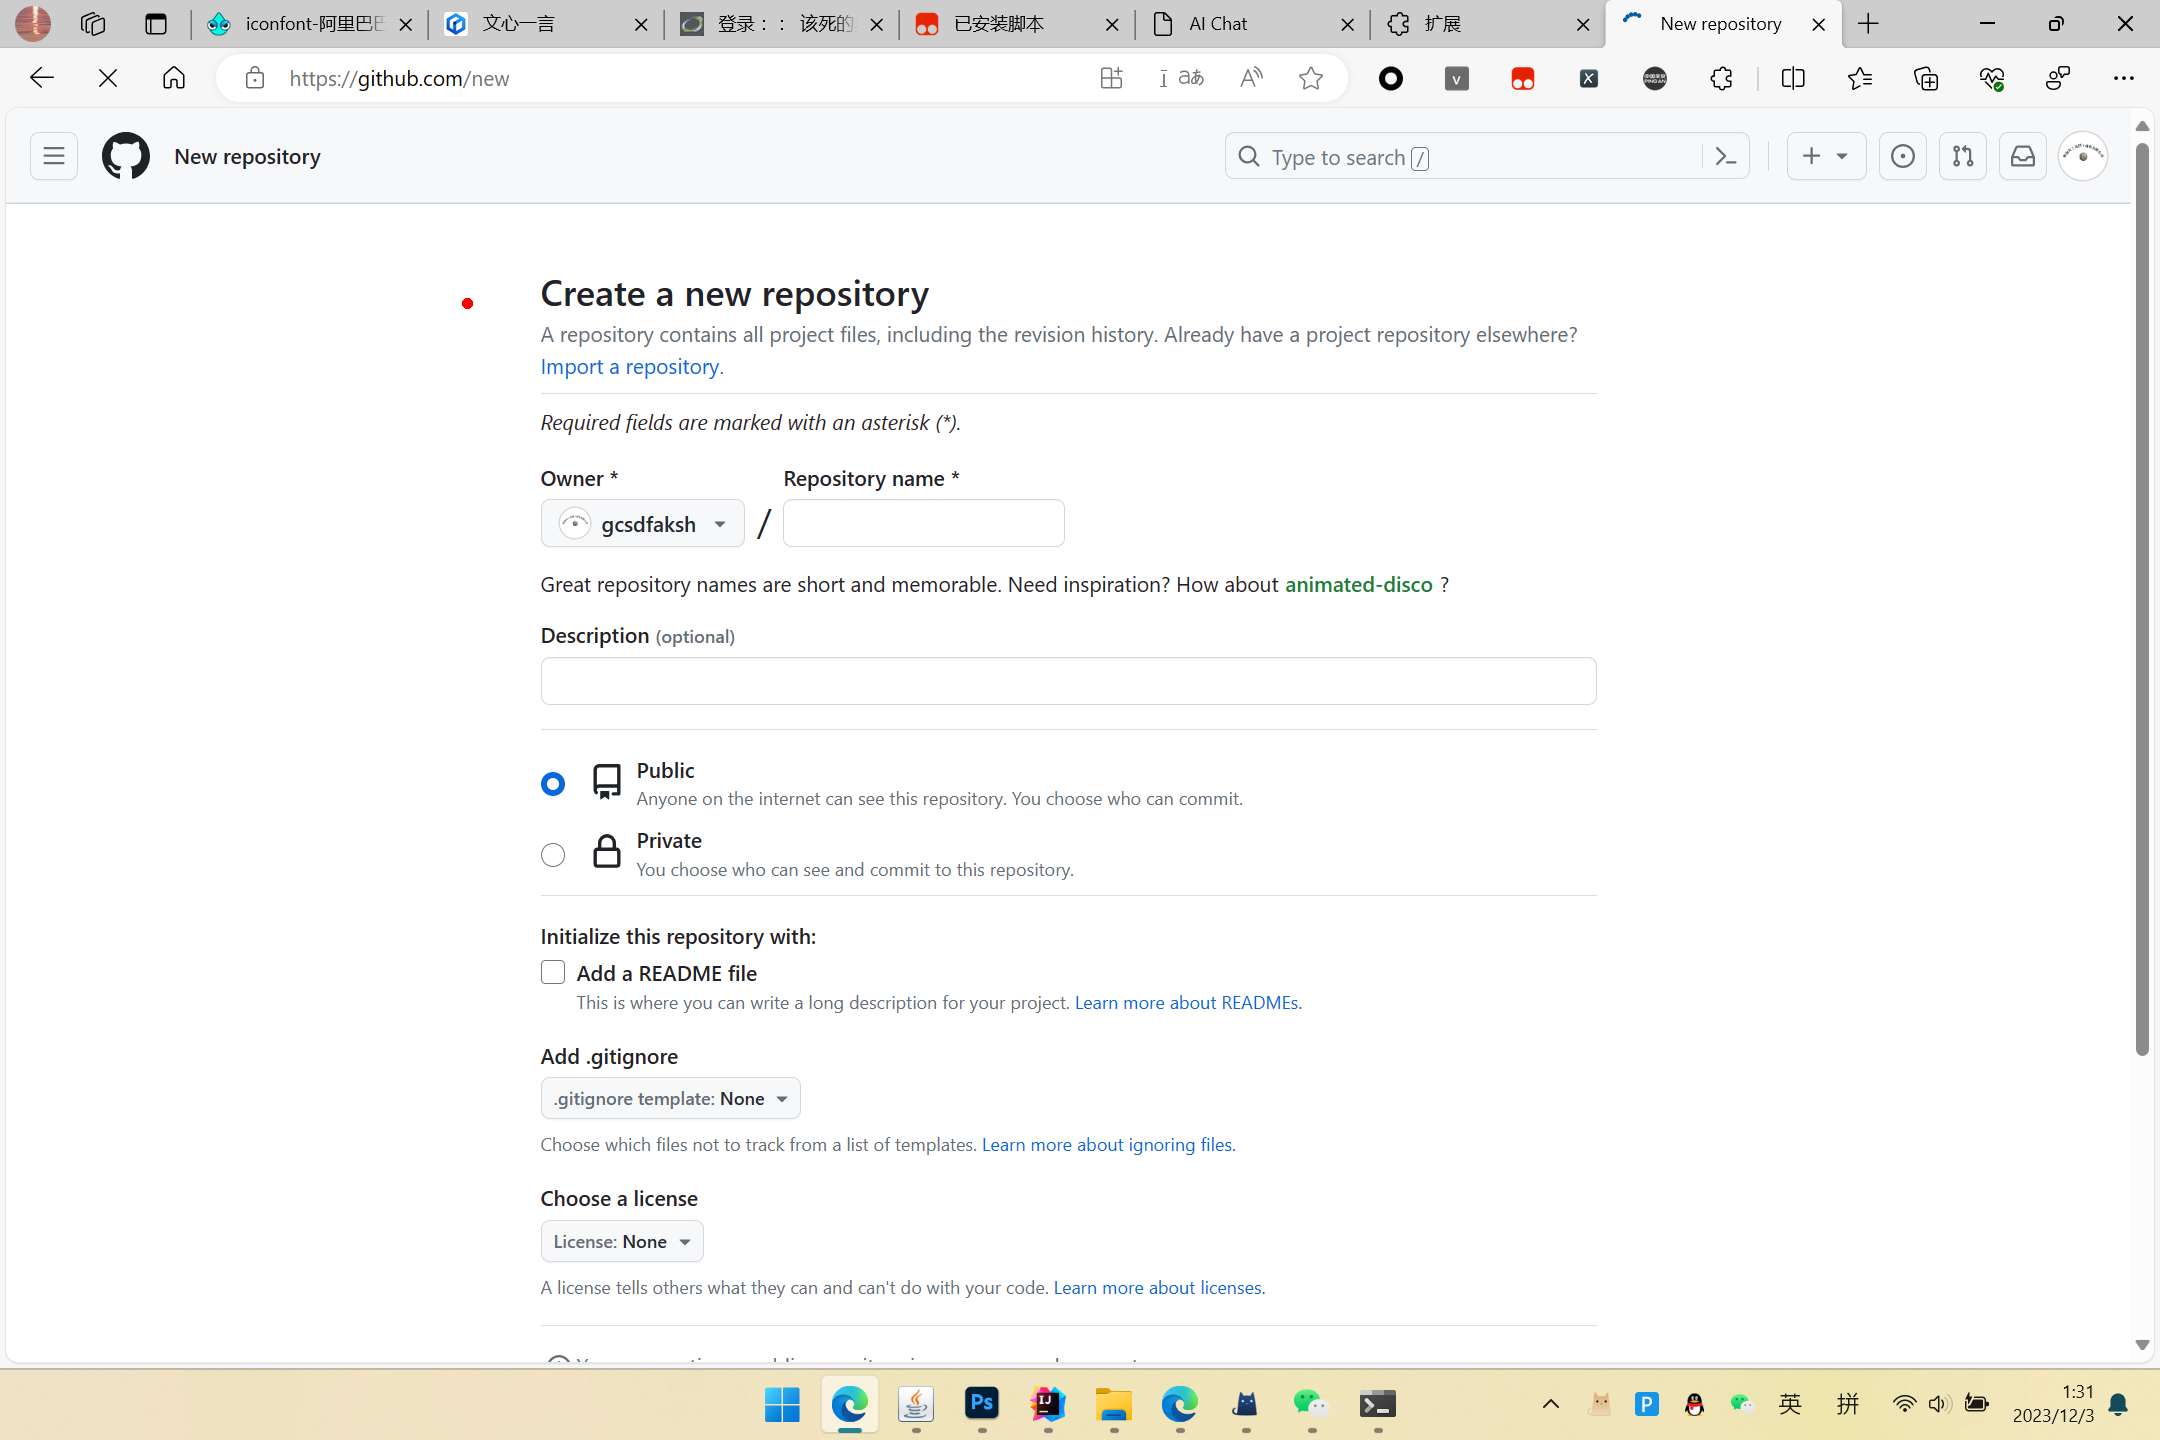 iconfont-阿里巴巴
文心一言
登录：： 该死的
已安装脚本
AI Chat
扩展
New repository
https://github.com/new
New repository
Type to search /
Create a new repository
A repository contains all project files, including the revision history. Already have a project repository elsewhere?
Import a repository.
Required fields are marked with an asterisk (*).
Owner *
Repository name *
gcsdfaksh
/
Great repository names are short and memorable. Need inspiration? How about animated-disco ?
Description (optional)
Public
Anyone on the internet can see this repository. You choose who can commit.
Private
You choose who can see and commit to this repository.
Initialize this repository with:
Add a README file
This is where you can write a long description for your project. Learn more about READMEs.
Add .gitignore
.gitignore template: None
Choose which files not to track from a list of templates. Learn more about ignoring files.
Choose a license
License: None
A license tells others what they can and can't do with your code. Learn more about licenses.
Ps
IJ
P
英
拼
1:31
2023/12/3